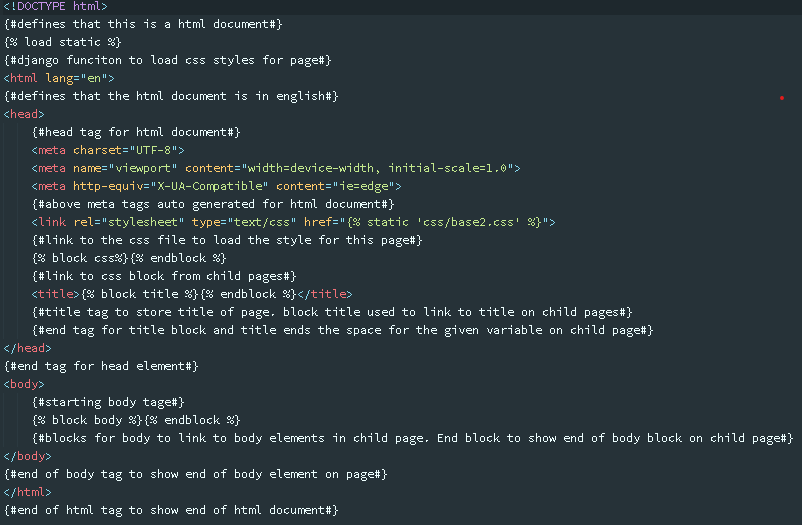 <!DOCTYPE html>
{#defines that this is a html document#}
{% load static %}
{#django funciton to load css styles for page#}
<html lang="en">
{#defines that the html document is in english#}
<head>
    {#head tag for html document#}
    <meta charset="UTF-8">
    <meta name="viewport" content="width=device-width, initial-scale=1.0">
    <meta http-equiv="X-UA-Compatible" content="ie=edge">
    {#above meta tags auto generated for html document#}
    <link rel="stylesheet" type="text/css" href="{% static 'css/base2.css' %}">
    {#link to the css file to load the style for this page#}
    {% block css%}{% endblock %}
    {#link to css block from child pages#}
    <title>{% block title %}{% endblock %}</title>
    {#title tag to store title of page. block title used to link to title on child pages#}
    {#end tag for title block and title ends the space for the given variable on child page#}
</head>
{#end tag for head element#}
<body>
    {#starting body tage#}
    {% block body %}{% endblock %}
    {#blocks for body to link to body elements in child page. End block to show end of body block on child page#}
</body>
{#end of body tag to show end of body element on page#}
</html>
{#end of html tag to show end of html document#}